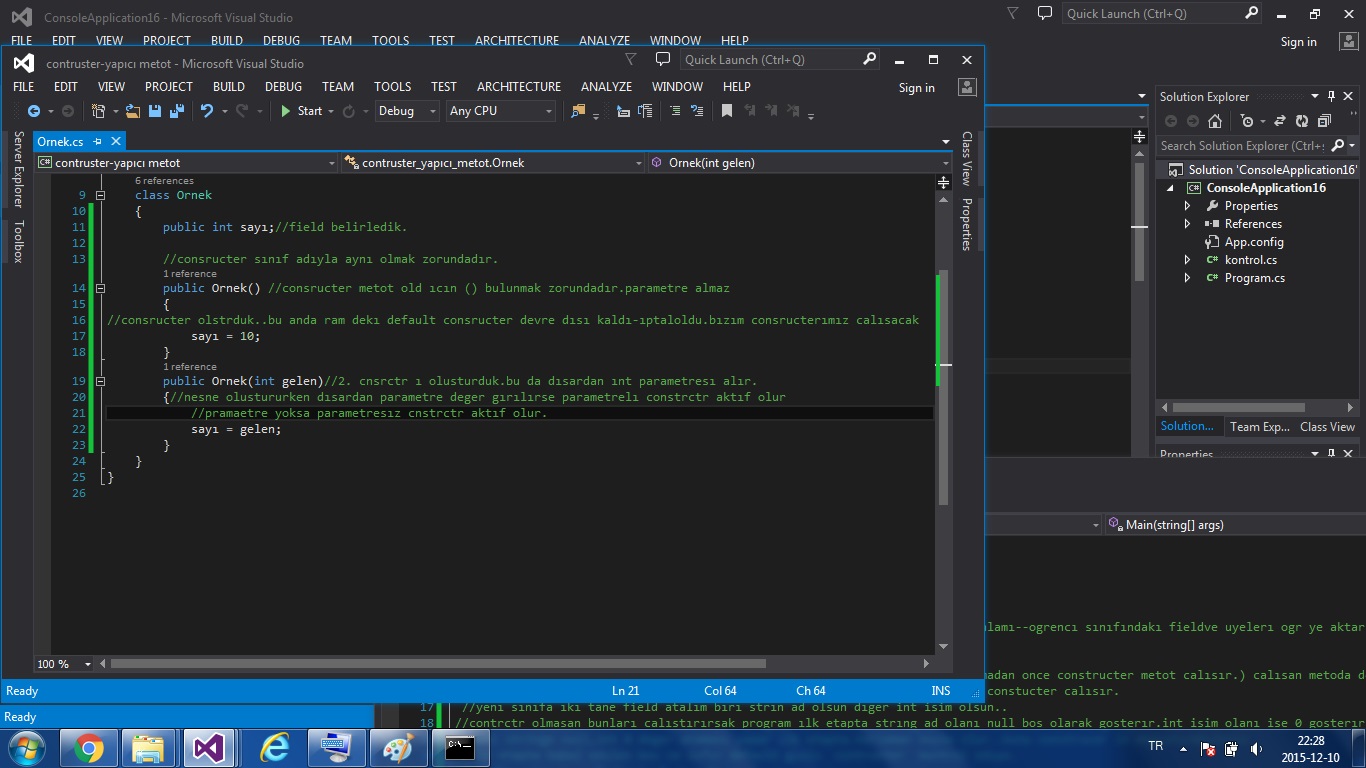 ConsoleApplication16 - Microsoft Visual Studio
Quick Launch (Ctrl+Q)
FILE EDIT VIEW PROJECT BUILD DEBUG TEAM TOOLS TEST ARCHITECTURE ANALYZE WINDOW HELP
Sign in
contruster-yapıcı metot - Microsoft Visual Studio
Quick Launch (Ctrl+Q)
FILE EDIT VIEW PROJECT BUILD DEBUG TEAM TOOLS TEST ARCHITECTURE ANALYZE WINDOW HELP
Sign in
Start Debug Any CPU
Server Explorer
Toolbox
Ornek.cs
contruster-yapıcı metot
contruster_yapıcı_metot.Ornek
Ornek(int gelen)
6 references
9 class Ornek
10 {
11 public int sayı;//field belirledik.
12
13 //consructer sınıf adıyla aynı olmak zorundadır.
1 reference
14 public Ornek() //consructer metot old ıcın () bulunmak zorundadır.parametre almaz
15 {
16 //consructer olstrduk..bu anda ram dekı default consructer devre dısı kaldı-ıptaloldu.bızım consructerımız calısacak
17 sayı = 10;
18 }
1 reference
19 public Ornek(int gelen)//2. cnsrctr ı olusturduk.bu da dısardan ınt parametresı alır.
20 {//nesne olustururken dısardan parametre deger gırılırse parametrelı constrctr aktıf olur
21 //pramaetre yoksa parametresız cnstrctr aktıf olur.
22 sayı = gelen;
23 }
24 }
25 }
26
100 %
Ready
Ln 21 Col 64 Ch 64 INS
Class View
Properties
Solution Explorer
Search Solution Explorer (Ctrl+ş
Solution 'ConsoleApplication16'
ConsoleApplication16
Properties
References
App.config
kontrol.cs
Program.cs
Solution... Team Exp... Class View
Properties
Main(string[] args)
alamı--ogrencı sınıfındakı fieldve uyelerı ogr ye aktar
madan once constructer metot calısır.) calısan metoda d
constucter calısır.
17 //yeni sınıfa iki tane field atalim biri strin ad olsun diger int isim olsun..
18 //contrctr olmasan bunları calıstırırsak program ılk etapta strıng ad olanı null bos olarak gosterır.int isim olanı ise 0 gosterır
Ready
TR
22:28
2015-12-10